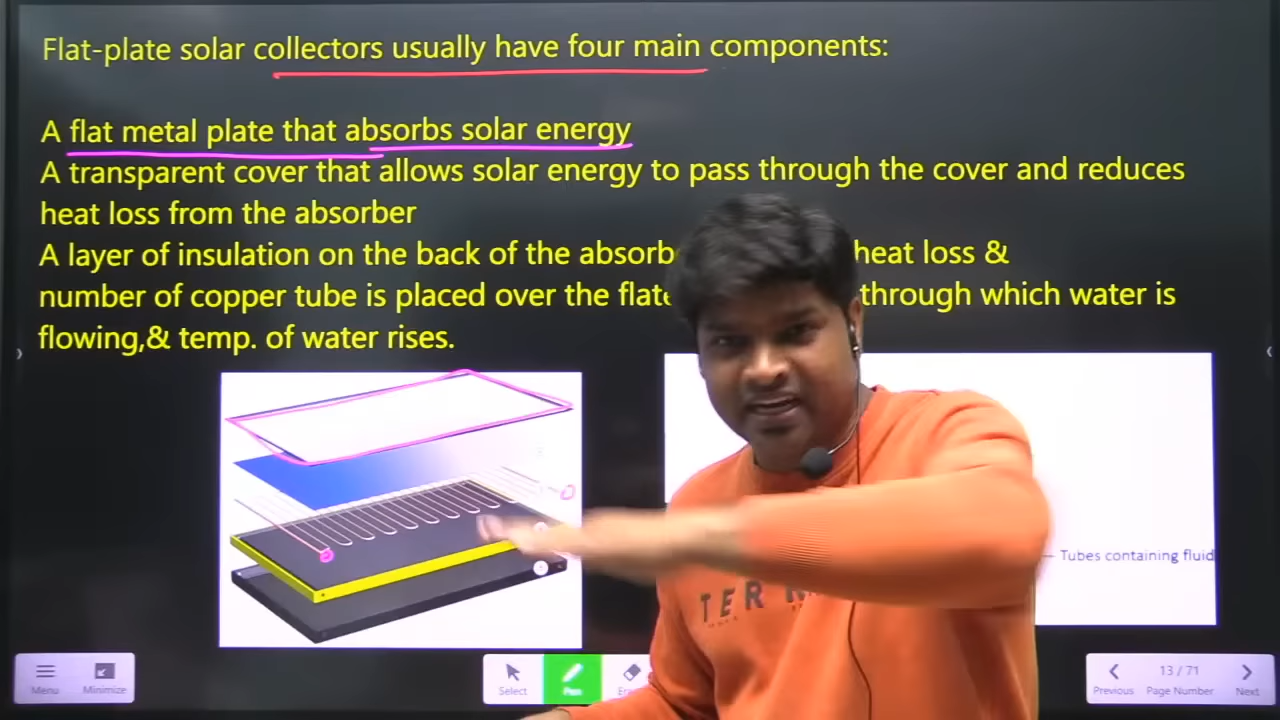 Flat-plate solar collectors usually have four main components:
A flat metal plate that absorbs solar energy
A transparent cover that allows solar energy to pass through the cover and reduces
heat loss from the absorber
A layer of insulation on the back of the heat loss &
number of copper tube is placed over the through which water is
flowing,& temp. of water rises.
Tubes containing fluid
TER
Menu
Minimize
Select
Pen
Previous
13 / 71
Page Number
Next